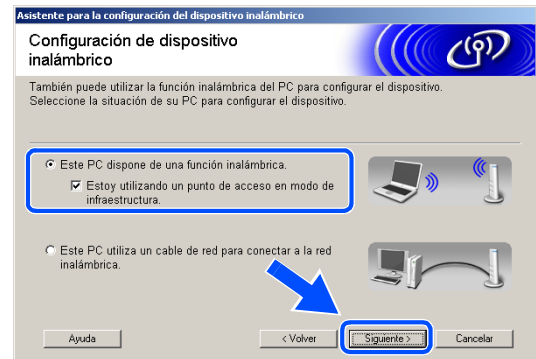 Asistente para la configuración del dispositivo inalámbrico
Configuración de dispositivo
inalámbrico
También puede utilizar la función inalámbrica del PC para configurar el dispositivo.
Seleccione la situación de su PC para configurar el dispositivo.
Este PC dispone de una función inalámbrica.
Estoy utilizando un punto de acceso en modo de
infraestructura.
Este PC utiliza un cable de red para conectar a la red
inalámbrica.
Ayuda
< Volver
Siguiente >
Cancelar